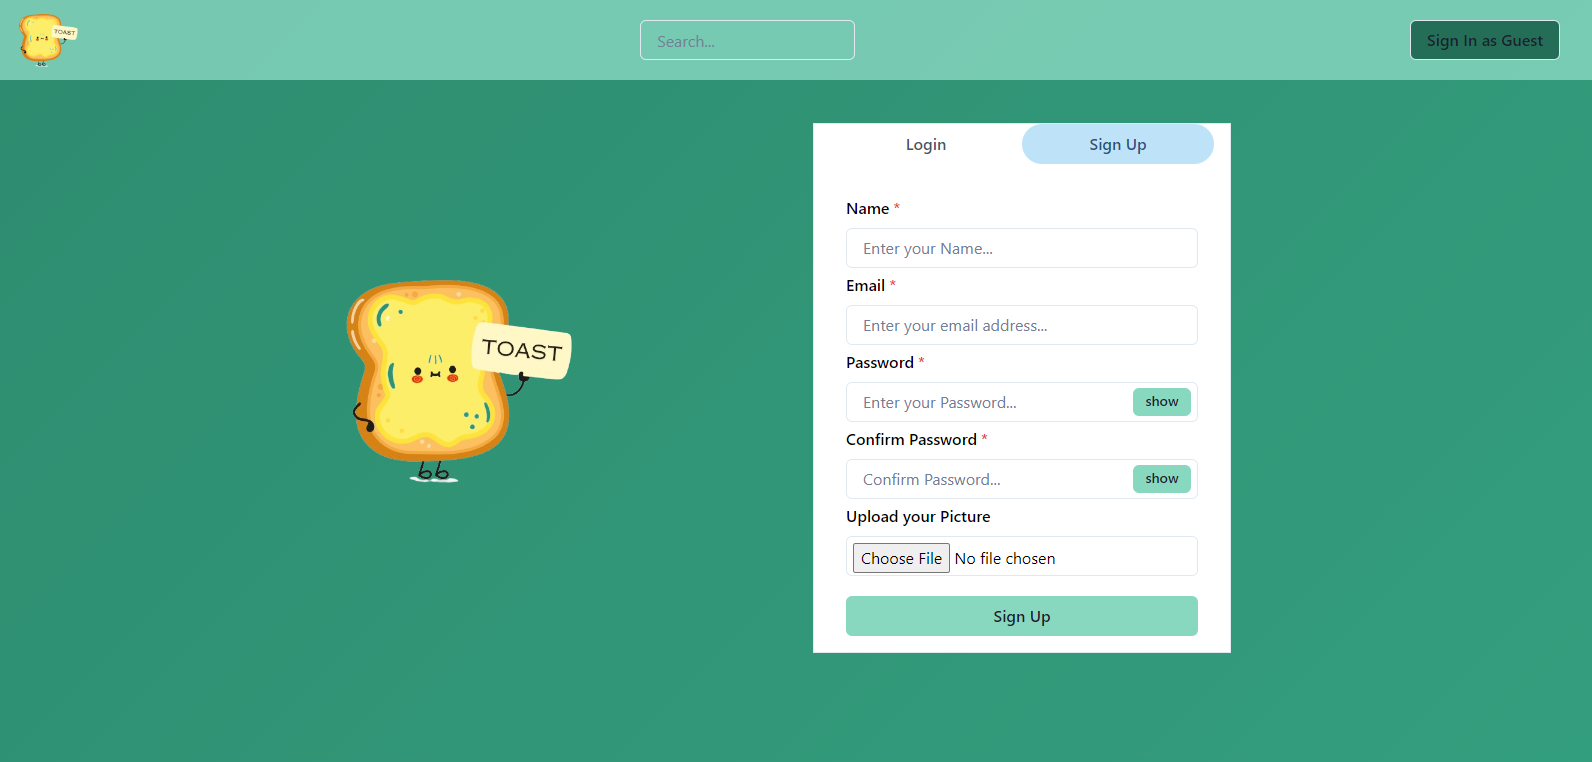 TOAST
Search...
Sign In as Guest
Login
Sign Up
Name *
Enter your Name...
Email *
Enter your email address...
Password *
Enter your Password...
show
Confirm Password *
Confirm Password...
show
Upload your Picture
Choose File No file chosen
Sign Up
TOAST